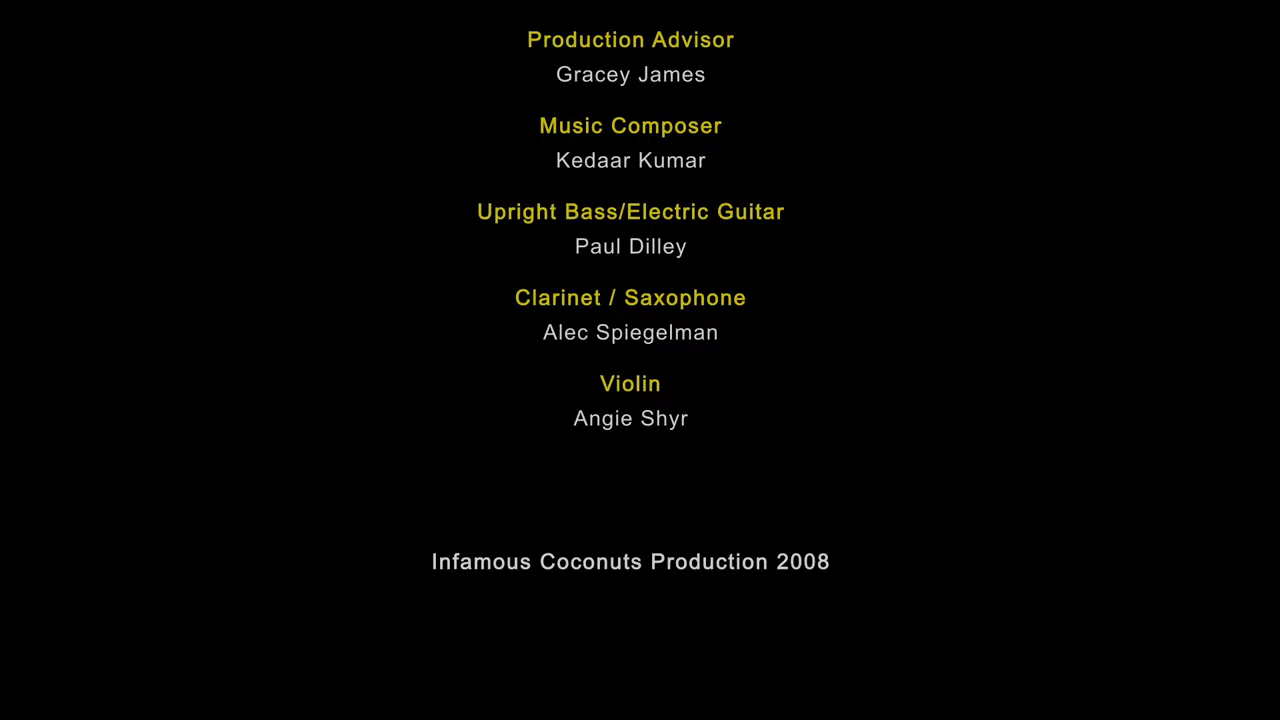 Production Advisor
Gracey James
Music Composer
Kedaar Kumar
Upright Bass/Electric Guitar
Paul Dilley
Clarinet / Saxophone
Alec Spiegelman
Violin
Angie Shyr
Infamous Coconuts Production 2008